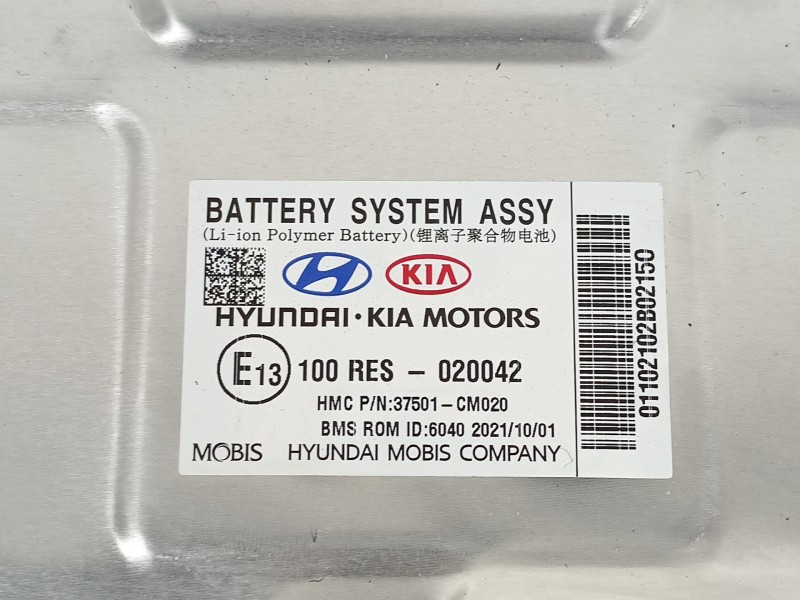 BATTERY SYSTEM ASSY
(Li-ion Polymer Battery)(锂离子聚合物电池)
KIA
HYUNDAI·KIA MOTORS
E13 100 RES - 020042
HMC P/N:37501-CM020
BMS ROM ID:6040 2021/10/01
MOBIS HYUNDAI MOBIS COMPANY
01102102B02150